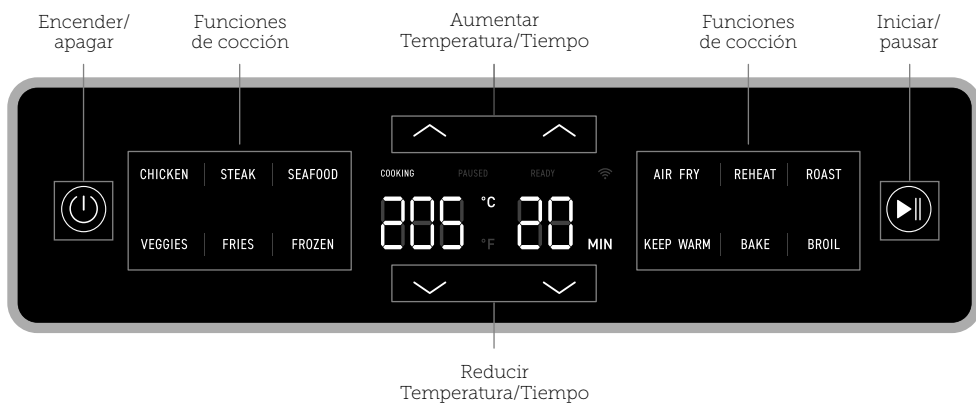 Encender/
apagar
Funciones
de cocción
Aumentar
Temperatura/Tiempo
Funciones
de cocción
Iniciar/
pausar
CHICKEN STEAK SEAFOOD
COOKING PAUSED READY
AIR FRY REHEAT ROAST
205 °C 20
°F MIN
VEGGIES FRIES FROZEN
KEEP WARM BAKE BROIL
Reducir
Temperatura/Tiempo